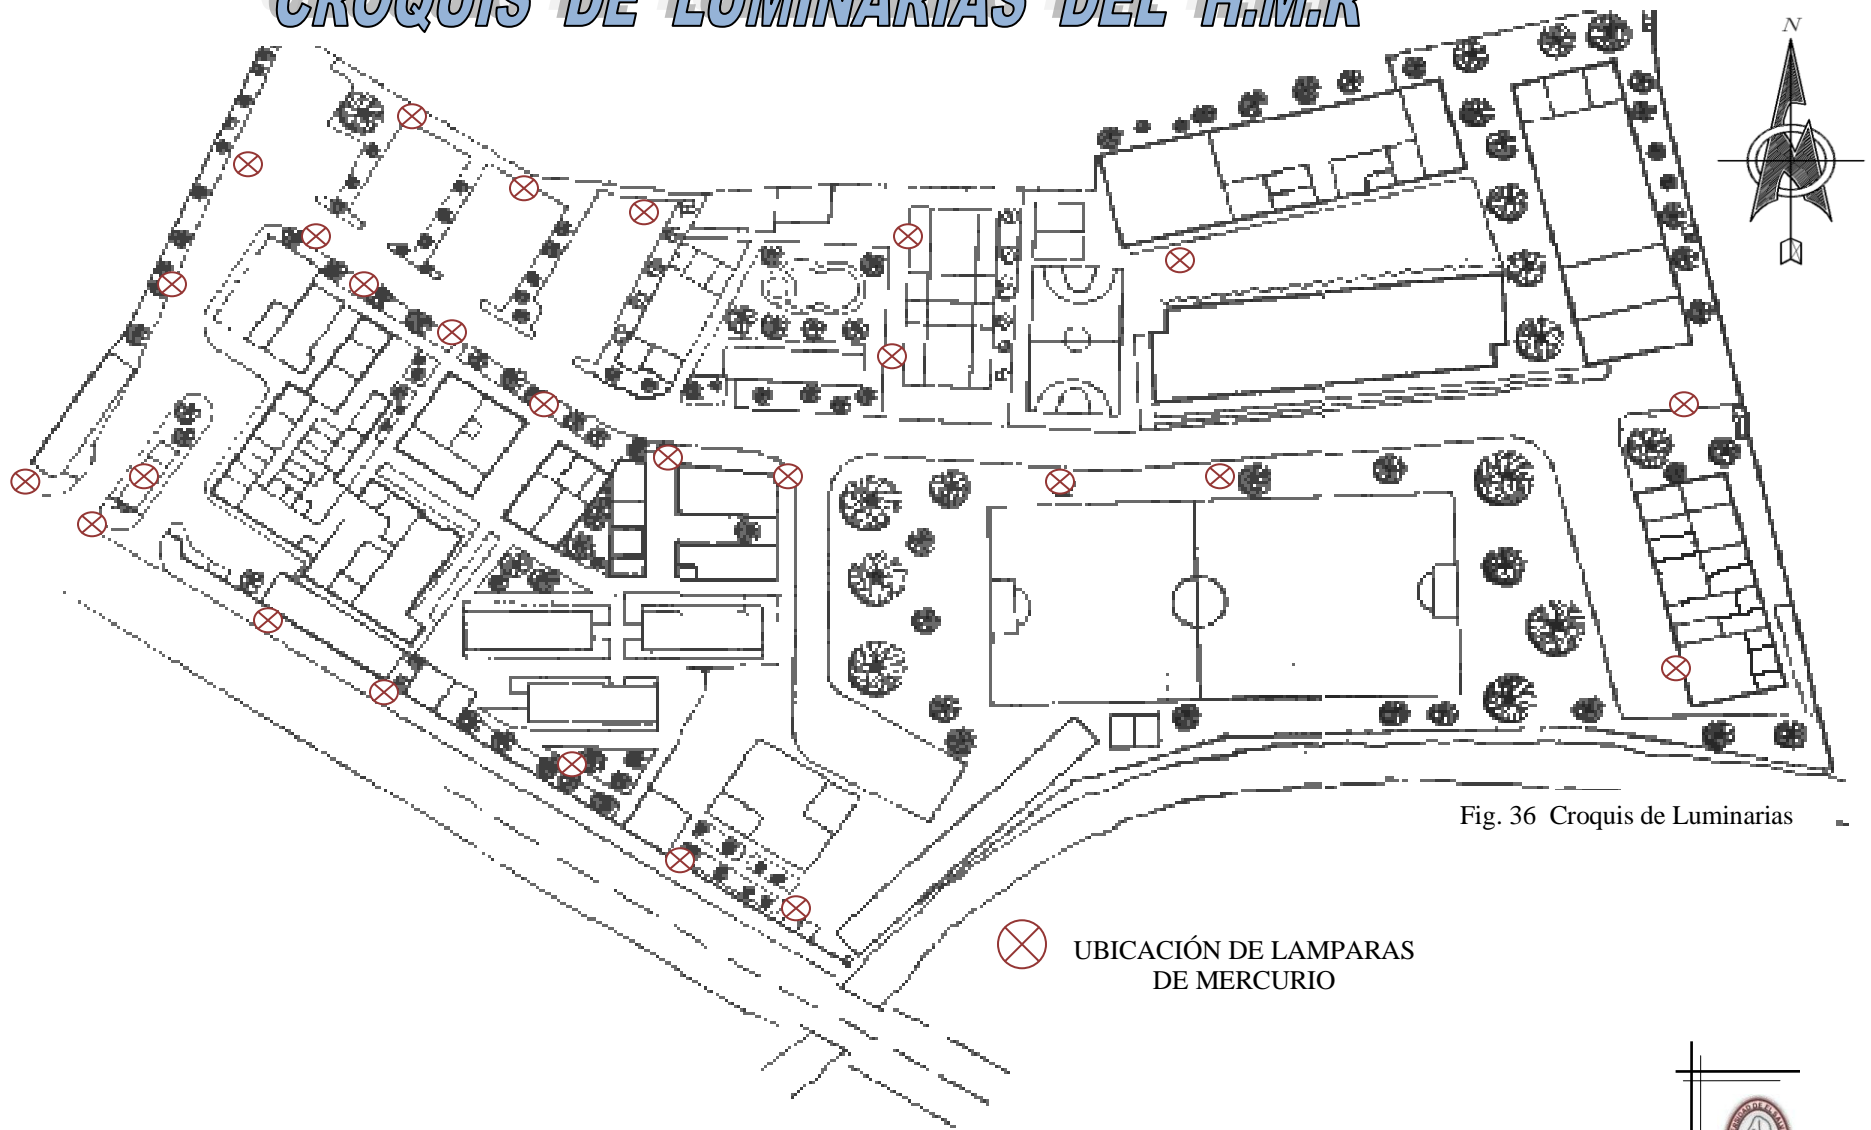 CROQUIS DE LUMINARIAS DEL H.M.R
N
Fig. 36 Croquis de Luminarias
UBICACIÓN DE LAMPARAS
DE MERCURIO